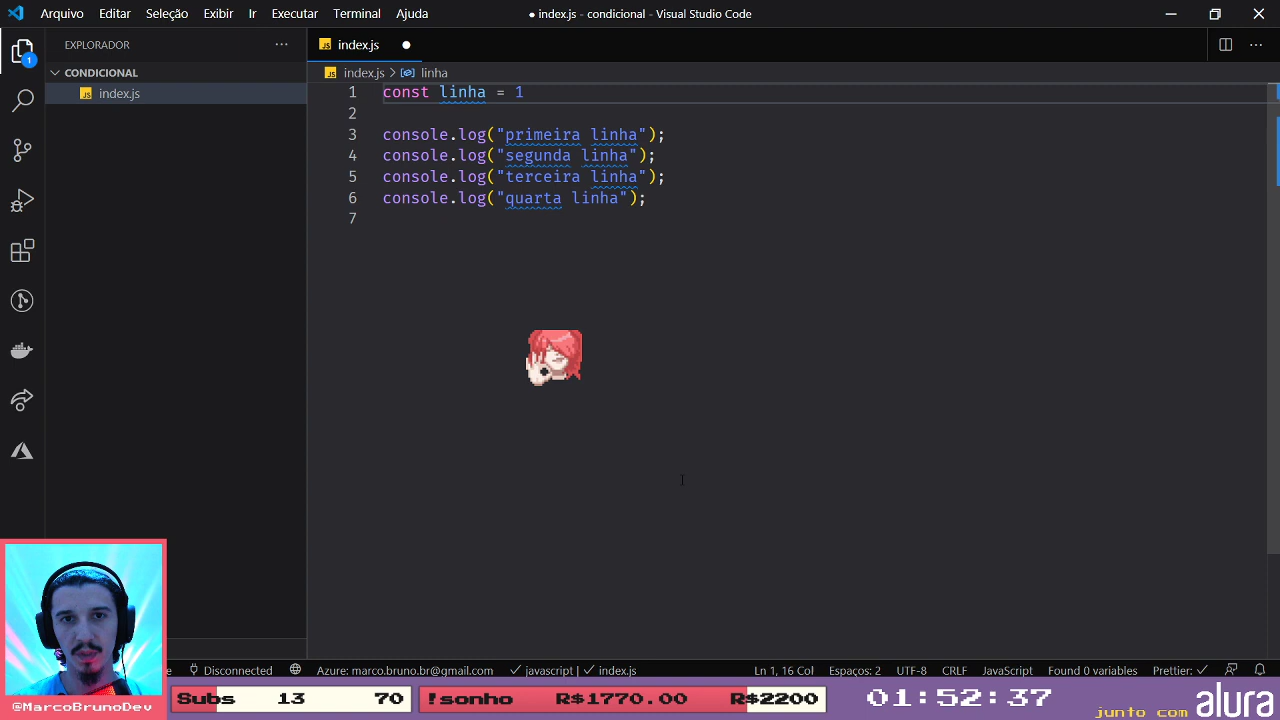 Arquivo Editar Seleção Exibir Ir Executar Terminal Ajuda
● index.js - condicional - Visual Studio Code
EXPLORADOR
JS index.js
1
CONDICIONAL
JS index.js
JS index.js > linha
1 const linha = 1
2
3 console.log("primeira linha");
4 console.log("segunda linha");
5 console.log("terceira linha");
6 console.log("quarta linha");
7
Disconnected Azure: marco.bruno.br@gmail.com javascript | index.js Ln 1, 16 Col Espaços: 2 UTF-8 CRLF JavaScript Found 0 variables Prettier:
@MarcoBrunoDev
Subs 13 70 !sonho R$1770.00 R$2200 01:52:37
junto com alura